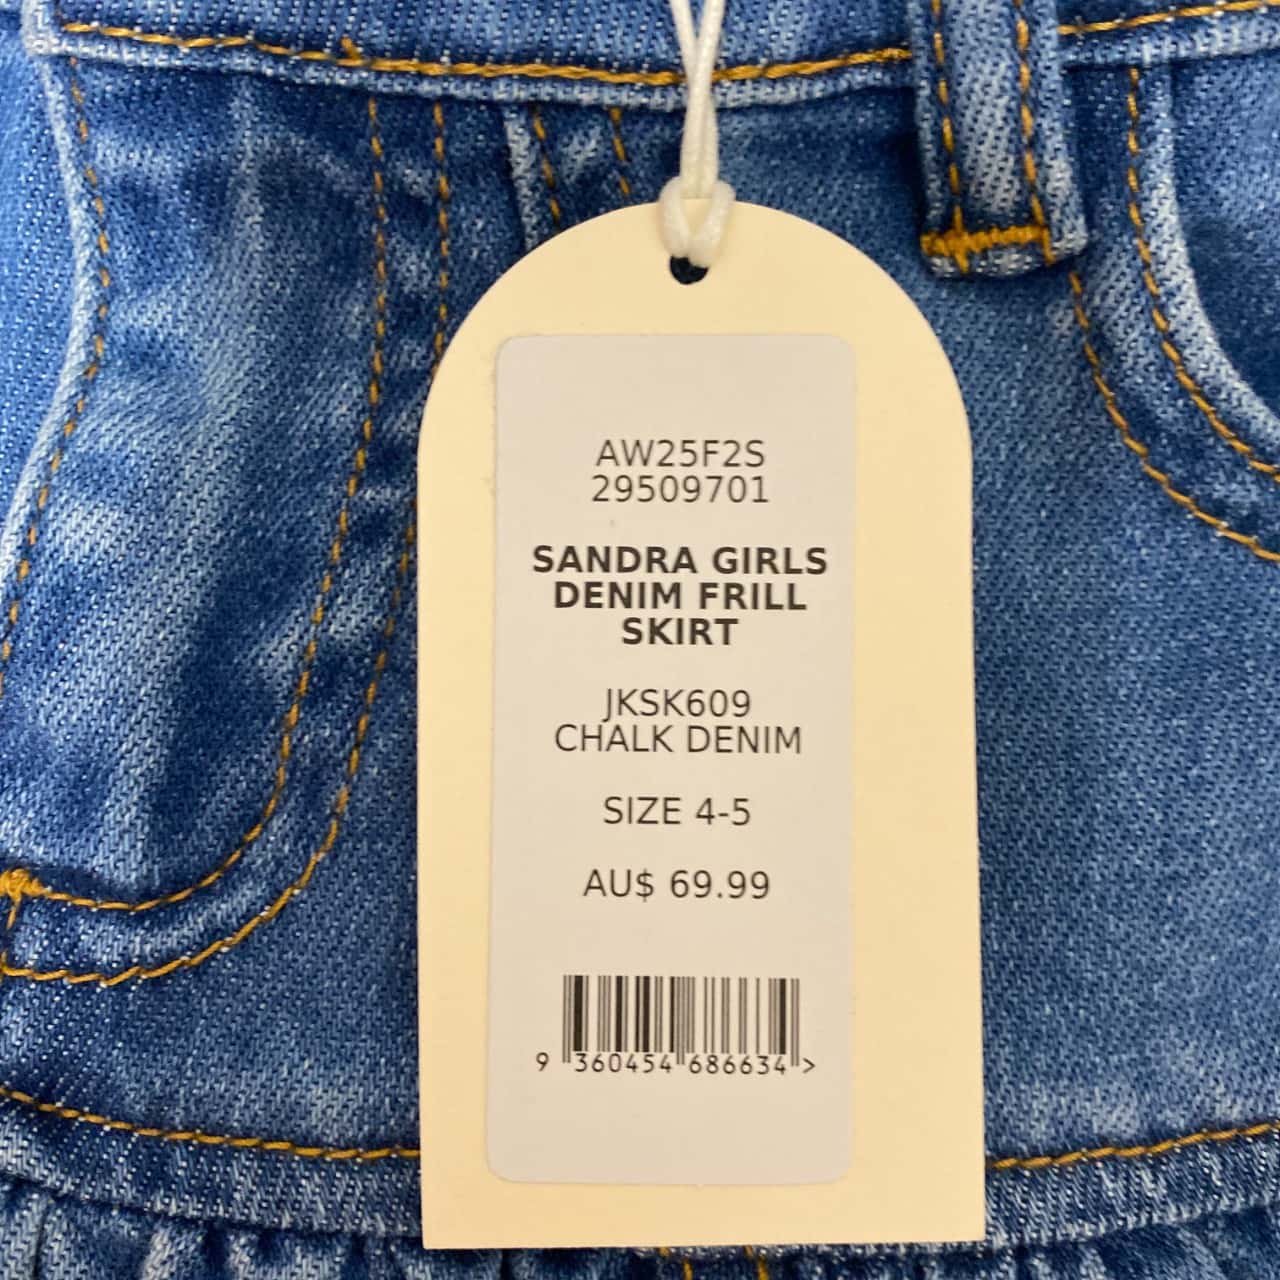 AW25F2S
29509701
SANDRA GIRLS
DENIM FRILL
SKIRT
JKSK609
CHALK DENIM
SIZE 4-5
AU$ 69.99
9 360454 686634 >